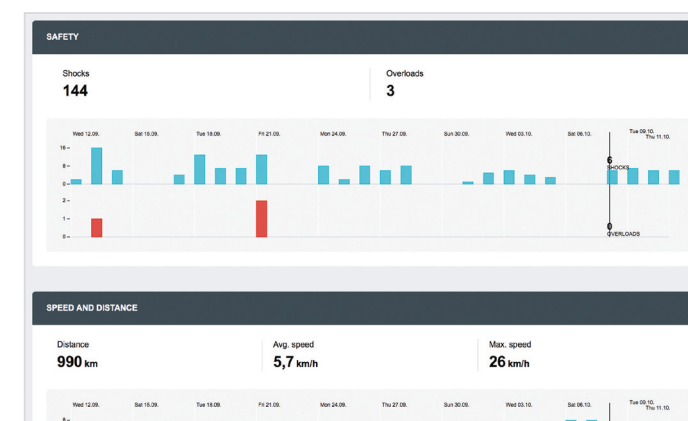 SAFETY
Shocks Overloads
144 3
Wed 12.09. Sat 15.09. Tue 18.09. Fri 21.09. Mon 24.09. Thu 27.09. Sun 30.09. Wed 03.10. Sat 06.10. Tue 09.10.
Thu 11.10.
16
8
6
SHOCKS
0
2
1
0
0
OVERLOADS
SPEED AND DISTANCE
Distance Avg. speed Max. speed
990 km 5,7 km/h 26 km/h
Wed 12.09. Sat 15.09. Tue 18.09. Fri 21.09. Mon 24.09. Thu 27.09. Sun 30.09. Wed 03.10. Sat 06.10. Tue 09.10.
Thu 11.10.